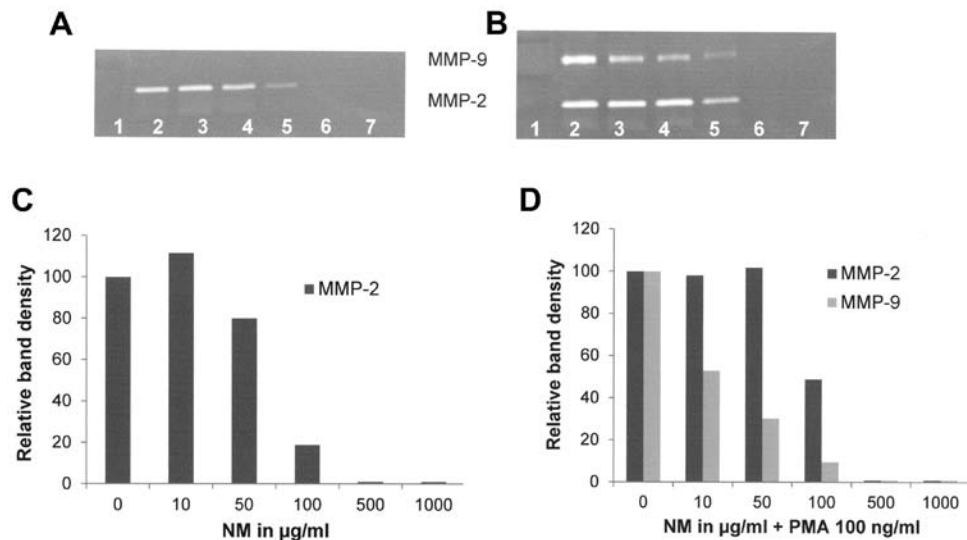 A
B
MMP-9
MMP-2
1 2 3 4 5 6 7
1 2 3 4 5 6 7
C
D
Relative band density
120
100
80
60
40
20
0
MMP-2
0 10 50 100 500 1000
NM in µg/ml
Relative band density
120
100
80
60
40
20
0
MMP-2
MMP-9
0 10 50 100 500 1000
NM in µg/ml + PMA 100 ng/ml